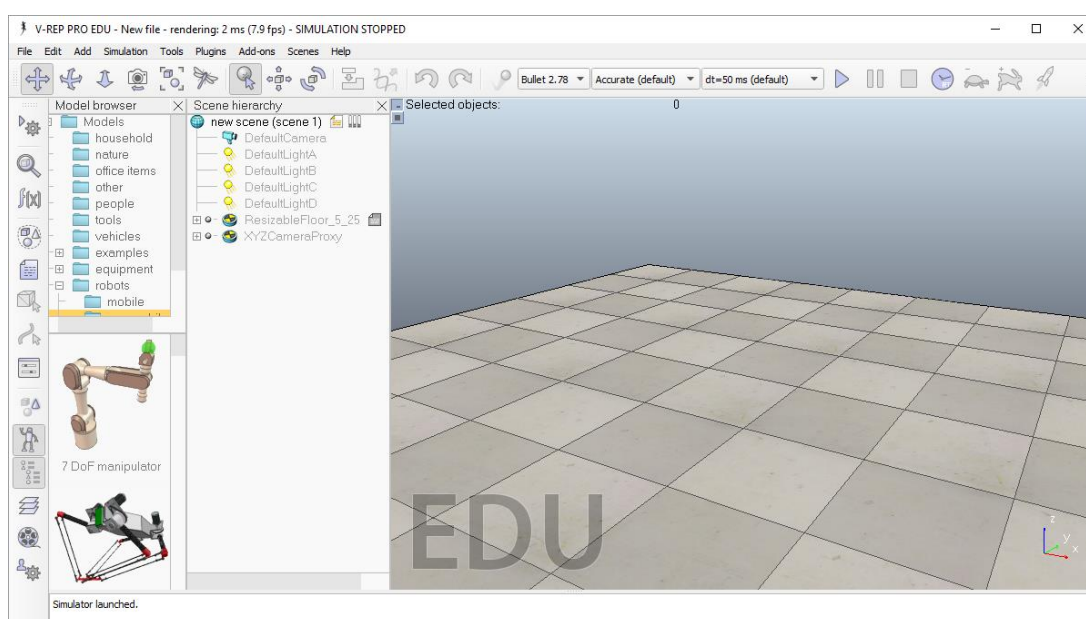 V-REP PRO EDU - New file - rendering: 2 ms (7.9 fps) - SIMULATION STOPPED
File Edit Add Simulation Tools Plugins Add-ons Scenes Help
Bullet 2.78 Accurate (default) dt=50 ms (default)
Model browser
Models
household
nature
office items
other
people
tools
vehicles
examples
equipment
robots
mobile
7 DoF manipulator
Scene hierarchy
new scene (scene 1)
DefaultCamera
DefaultLightA
DefaultLightB
DefaultLightC
DefaultLightD
ResizableFloor_5_25
XYZCameraProxy
Selected objects: 0
f(x)
EDU
z
y
x
Simulator launched.